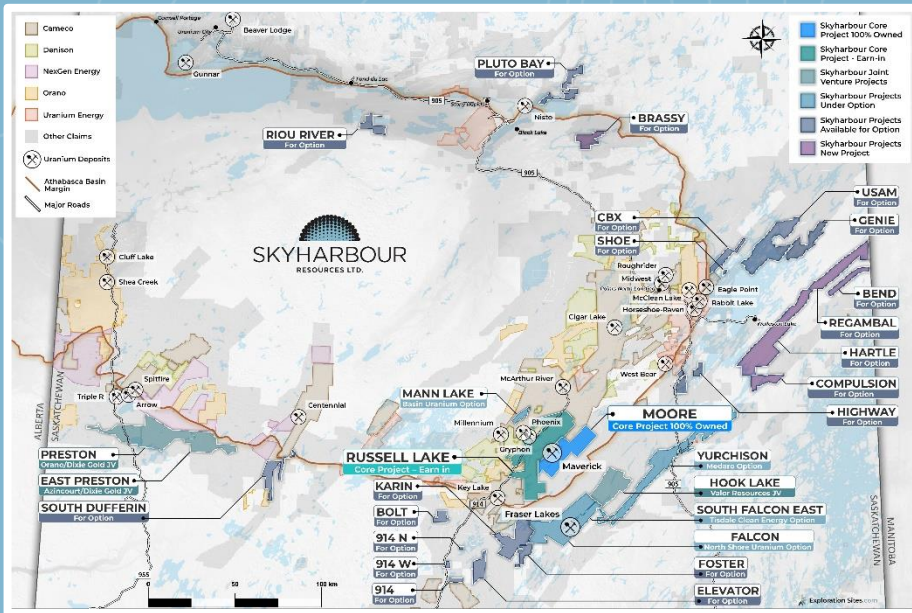 Cameco
Denison
NexGen Energy
Orano
Uranium Energy
Other Claims
Uranium Deposits
Athabasca Basin
Margin
Major Roads
Skyharbour Core
Project 100% Owned
Skyharbour Core
Project - Earn-in
Skyharbour Joint
Venture Projects
Skyharbour Projects
Under Option
Skyharbour Projects
Available for Option
Skyharbour Projects
New Project
Uranium City
Beaver Lodge
Gunnar
PLUTO BAY
For Option
905
Nisto
Black Lake
BRASSY
For Option
RIOU RIVER
For Option
905
SKYHARBOUR
RESOURCES LTD.
USAM
For Option
GENIE
For Option
CBX
For Option
SHOE
For Option
Roughrider
Midwest
McClean Lake
Horseshoe-Raven
Eagle Point
Rabbit Lake
Cigar Lake
West Bear
BEND
For Option
REGAMBAL
For Option
HARTLE
For Option
COMPULSION
For Option
HIGHWAY
For Option
Cluff Lake
Shea Creek
Spitfire
Triple R
Arrow
Centennial
McArthur River
MANN LAKE
Basin Uranium Option
Millennium
Phoenix
Gryphon
MOORE
Core Project 100% Owned
Maverick
RUSSELL LAKE
Core Project - Earn in
Key Lake
914
Fraser Lakes
ALBERTA
SASKATCHEWAN
PRESTON
Orano/Dixie Gold JV
EAST PRESTON
Azincourt/Dixie Gold JV
SOUTH DUFFERIN
For Option
KARIN
For Option
BOLT
For Option
914 N
For Option
914 W
For Option
914
For Option
YURCHISON
Medaro Option
905
HOOK LAKE
Valor Resources JV
SOUTH FALCON EAST
Tisdale Clean Energy Option
FALCON
North Shore Uranium Option
FOSTER
For Option
ELEVATOR
For Option
SASKATCHEWAN
MANITOBA
955
0
50
100 km
Exploration Sites.com